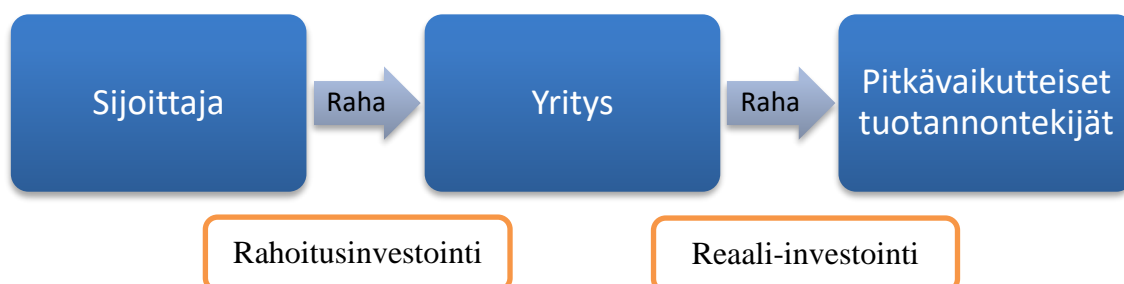 Sijoittaja
Raha
Yritys
Raha
Pitkävaikutteiset
tuotannontekijät
Rahoitusinvestointi
Reaali-investointi